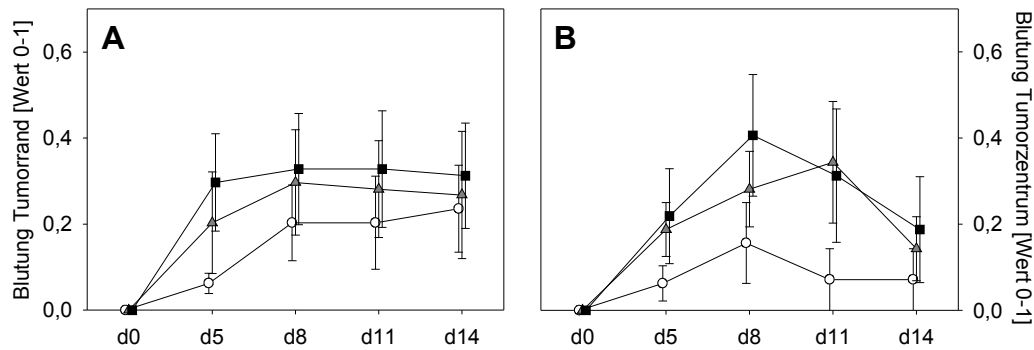 A
B
Blutung Tumorrand [Wert 0-1]
0,6
0,4
0,2
0,0
d0 d5 d8 d11 d14
d0 d5 d8 d11 d14
0,6
0,4
0,2
0,0
Blutung Tumorzentrum [Wert 0-1]